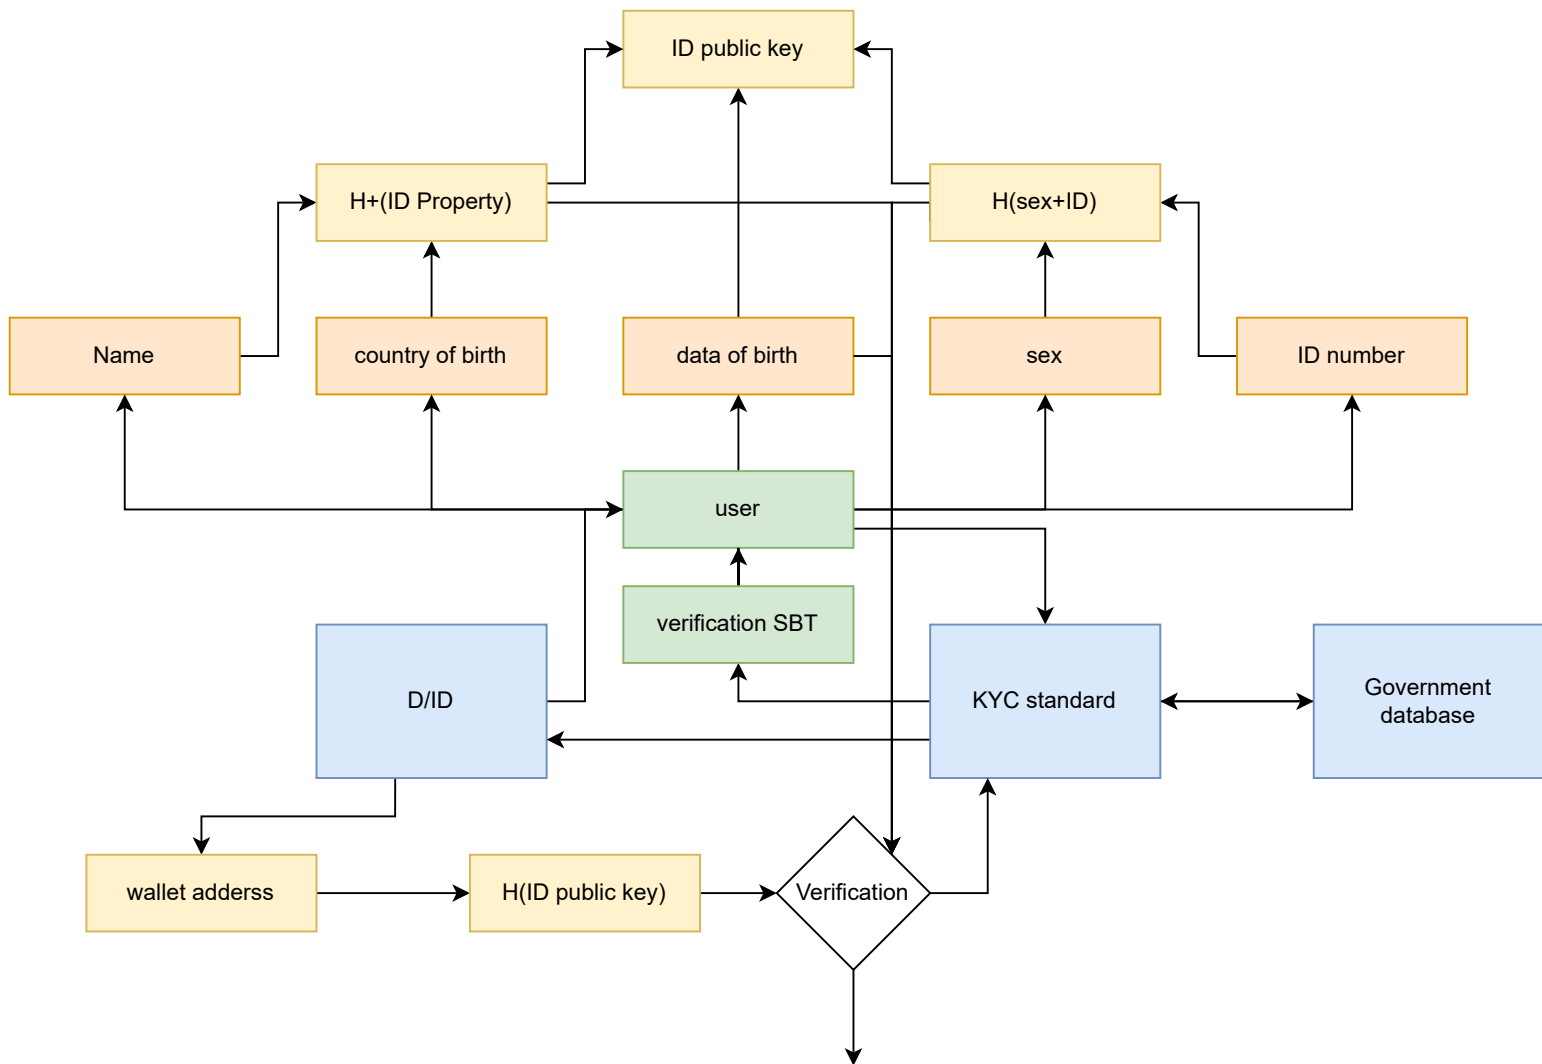 ID public key
H+(ID Property)
H(sex+ID)
Name
country of birth
data of birth
sex
ID number
user
verification SBT
D/ID
KYC standard
Government
database
wallet aderss
H(ID public key)
Verification